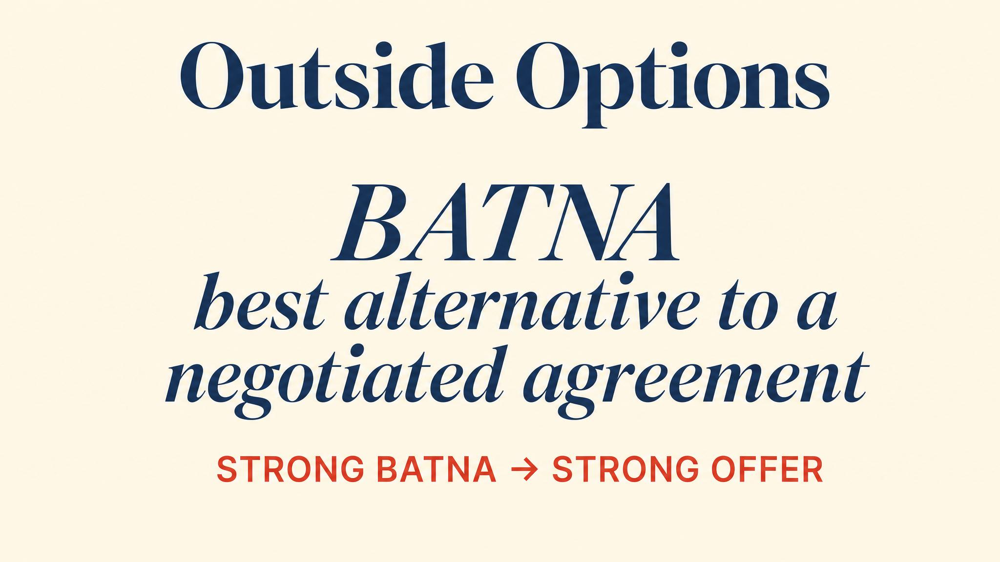 Outside Options
BATNA
best alternative to a
negotiated agreement
STRONG BATNA → STRONG OFFER